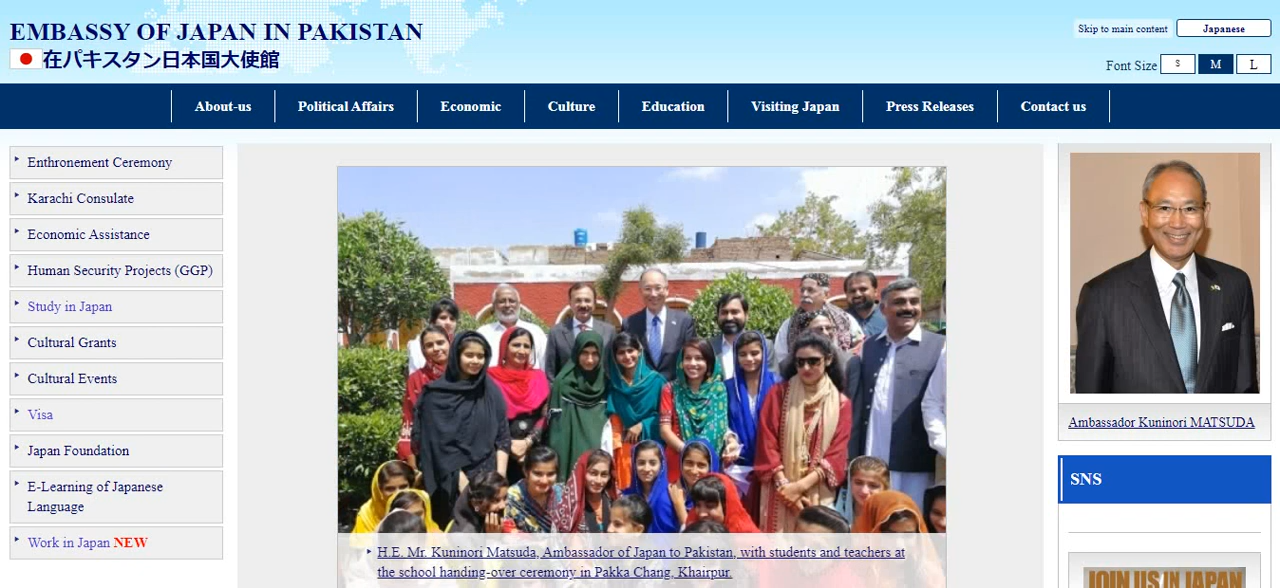 EMBASSY OF JAPAN IN PAKISTAN
在パキスタン日本国大使館
Skip to main content
Japanese
Font Size S M L
About-us Political Affairs Economic Culture Education Visiting Japan Press Releases Contact us
Enthronement Ceremony
Karachi Consulate
Economic Assistance
Human Security Projects (GGP)
Study in Japan
Cultural Grants
Cultural Events
Visa
Japan Foundation
E-Learning of Japanese
Language
Work in Japan NEW
H.E. Mr. Kuninori Matsuda, Ambassador of Japan to Pakistan, with students and teachers at
the school handing-over ceremony in Pakka Chang, Khairpur.
Ambassador Kuninori MATSUDA
SNS
JOIN US IN JAPAN